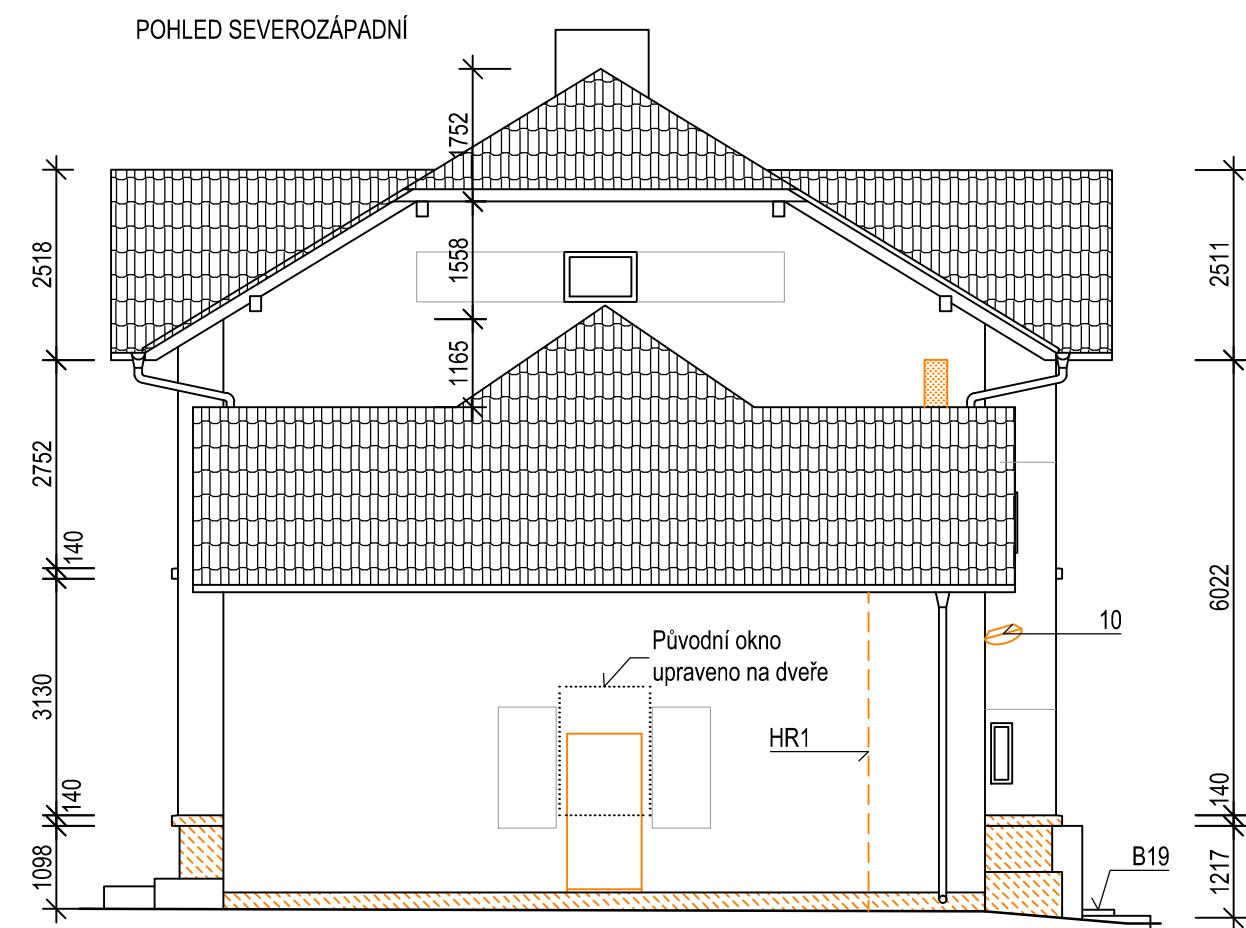 POHLED SEVEROZÁPADNÍ
1752
2518
1558
2511
1165
2752
140
6022
10
Původní okno
upraveno na dveře
3130
HR1
140
140
1098
B19
1217